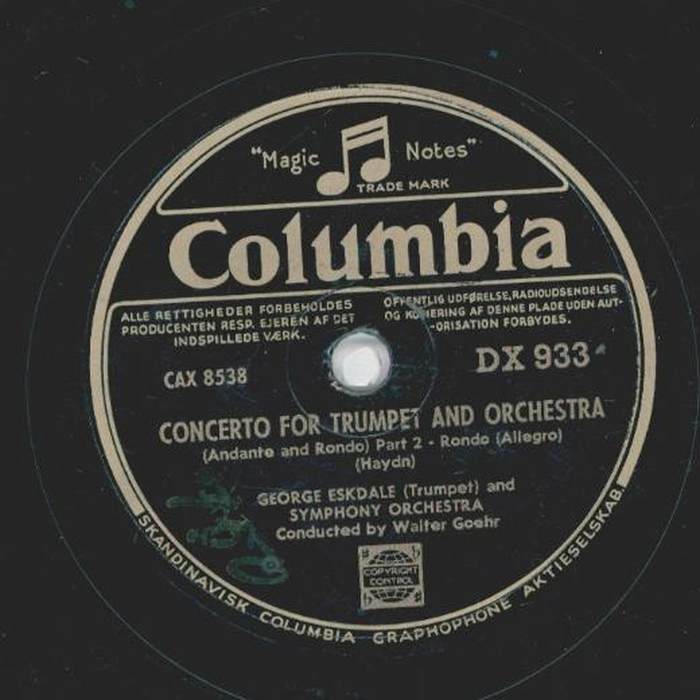 "Magic Notes"
TRADE MARK
Columbia
ALLE RETTIGHEDER FORBEHOLDES
PRODUCENTEN RESP. EJEREN AF DET
INDSPILLEDE VÆRK.
OFFENTLIG UDFØRELSE, RADIOUDSENDELSE
OG KOPIERING AF DENNE PLADE UDEN AUT-
ORISATION FORBYDES.
CAX 8538
DX 933
CONCERTO FOR TRUMPET AND ORCHESTRA
(Andante and Rondo) Part 2 - Rondo (Allegro)
(Haydn)
GEORGE ESKDALE (Trumpet) and
SYMPHONY ORCHESTRA
Conducted by Walter Goehr
COPYRIGHT
CONTROL
SKANDINAVISK COLUMBIA GRAPHOPHONE AKTIESELSKAB.